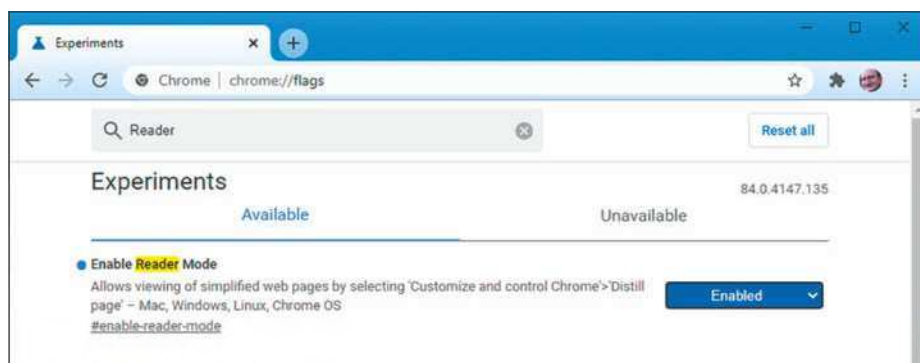 Experiments
Chrome | chrome://flags
Reader
Reset all
Experiments
84.0.4147.135
Available
Unavailable
Enable Reader Mode
Allows viewing of simplified web pages by selecting 'Customize and control Chrome'>'Distill
page' – Mac, Windows, Linux, Chrome OS
#enable-reader-mode
Enabled